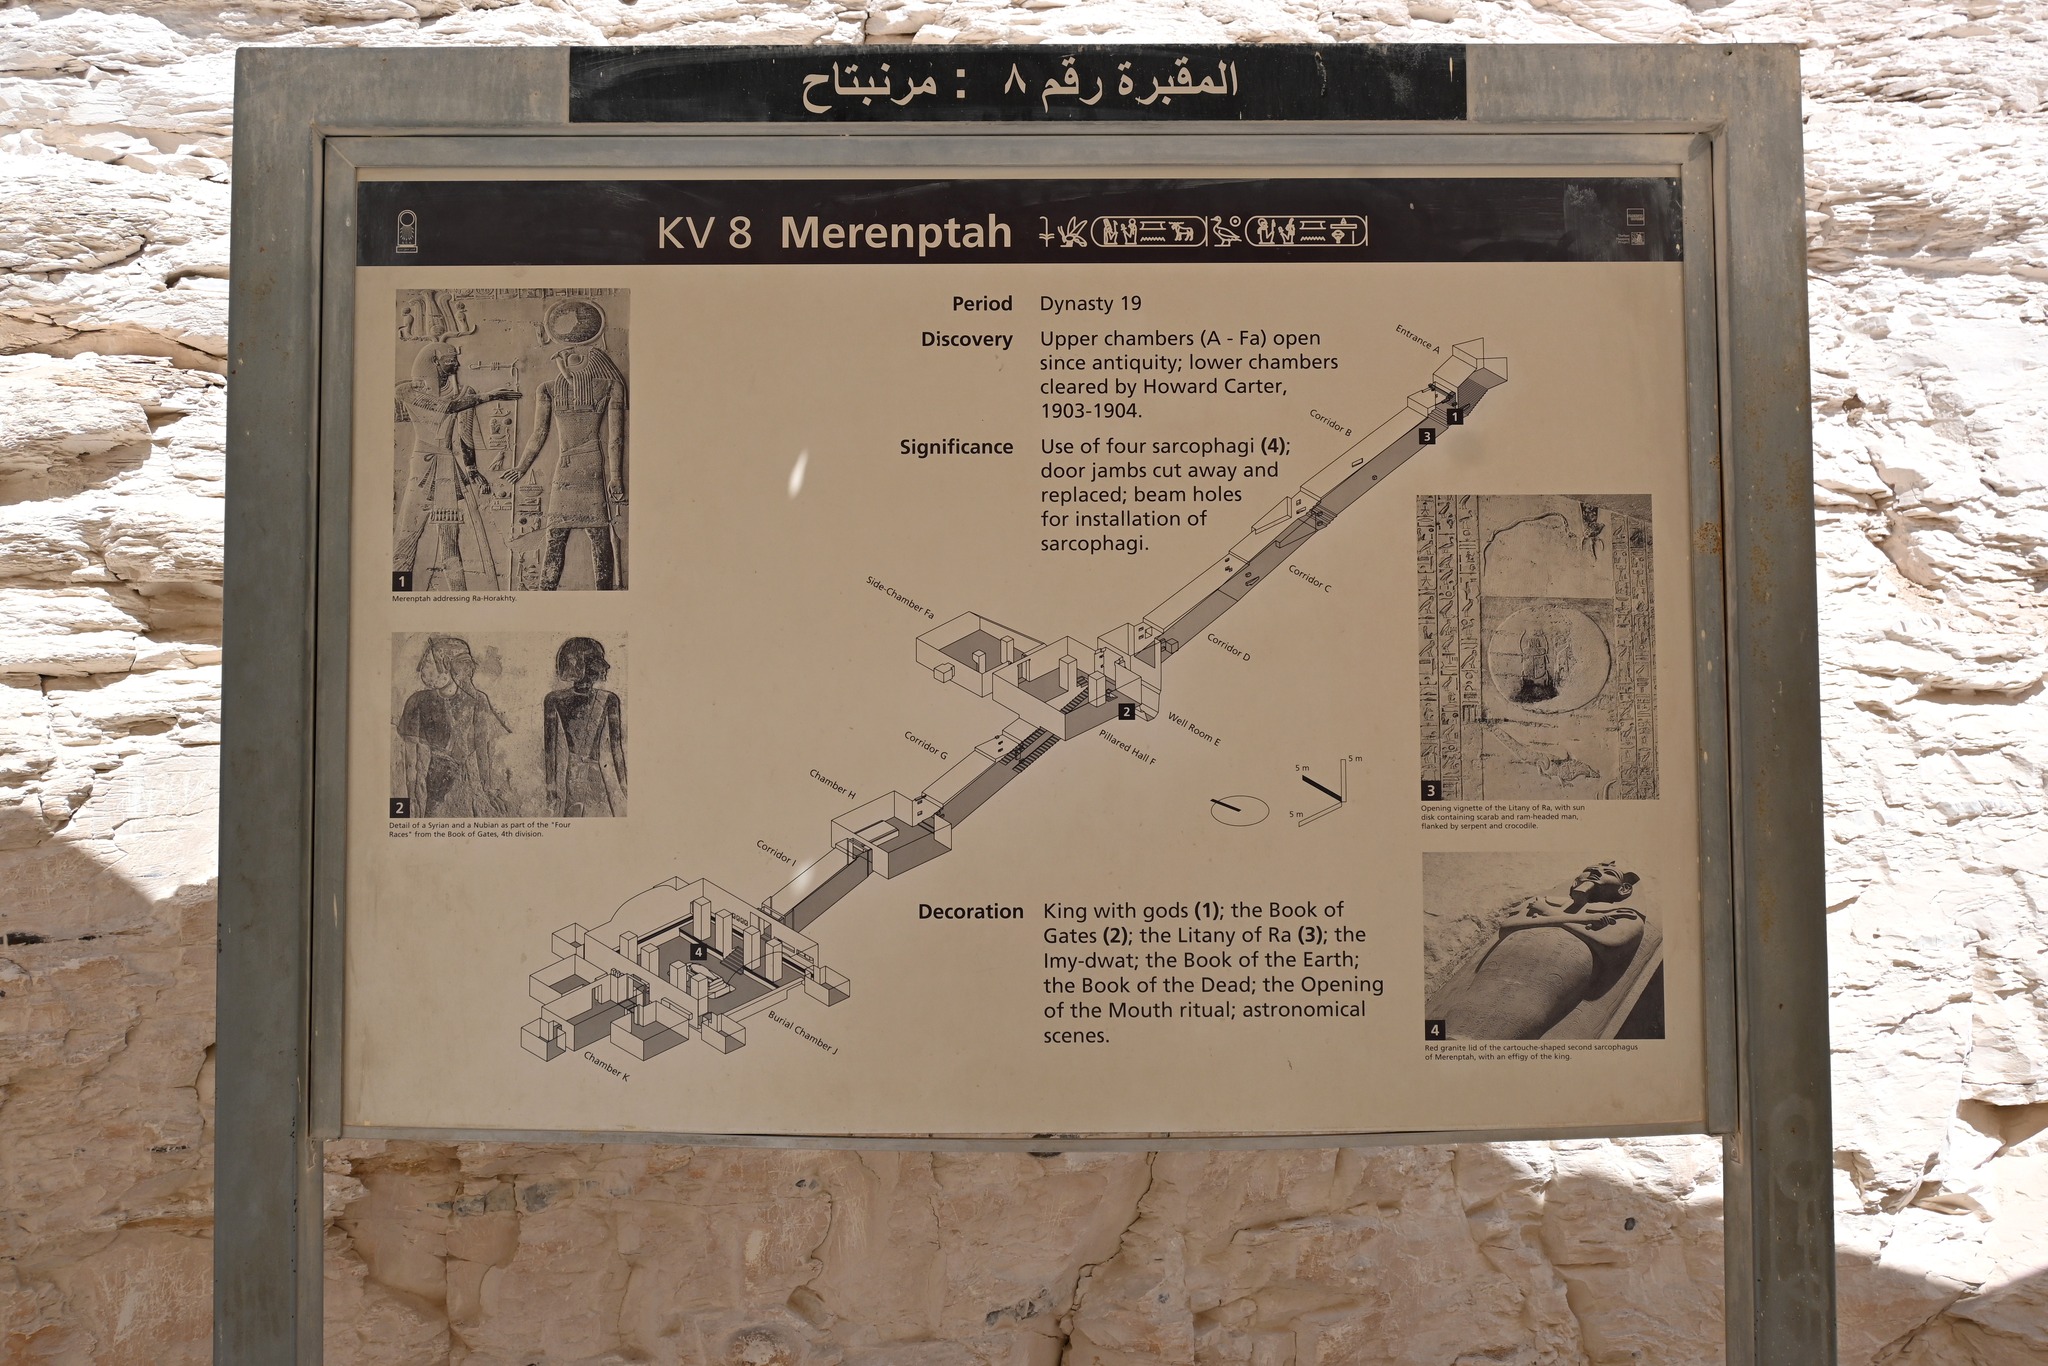 المقبرة رقم ٨ : مرنبتاح
KV 8 Merenptah
Period Dynasty 19
Discovery Upper chambers (A - Fa) open
since antiquity; lower chambers
cleared by Howard Carter,
1903-1904.
Significance Use of four sarcophagi (4);
door jambs cut away and
replaced; beam holes
for installation of
sarcophagi.
1
Merenptah addressing Ra-Horakhty.
2
Detail of a Syrian and a Nubian as part of the "Four
Races" from the Book of Gates, 4th division.
Entrance A
1
3
Corridor B
Corridor C
Corridor D
Side-Chamber Fa
2
Well Room E
Pillared Hall F
Corridor G
Chamber H
Corridor I
4
Burial Chamber J
Chamber K
5 m
5 m
5 m
3
Opening vignette of the Litany of Ra, with sun
disk containing scarab and ram-headed man,
flanked by serpent and crocodile.
4
Red granite lid of the cartouche-shaped second sarcophagus
of Merenptah, with an effigy of the king.
Decoration King with gods (1); the Book of
Gates (2); the Litany of Ra (3); the
Imy-dwat; the Book of the Earth;
the Book of the Dead; the Opening
of the Mouth ritual; astronomical
scenes.